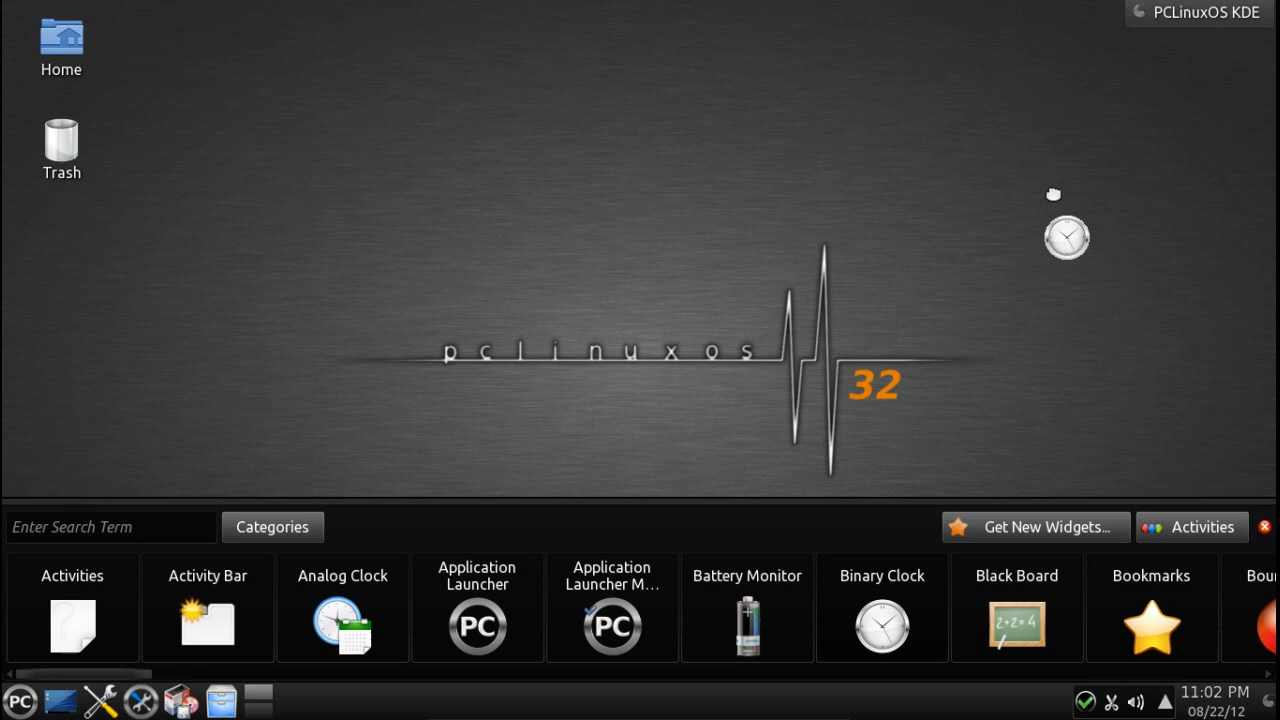 PCLinuxOS KDE
Home
Trash
pclinuxos
32
Enter Search Term
Categories
Get New Widgets...
Activities
Activities
Activity Bar
Analog Clock
Application
Launcher
Application
Launcher M...
Battery Monitor
Binary Clock
Black Board
Bookmarks
Bou
PC
PC
2+2=4
PC
11:02 PM
08/22/12